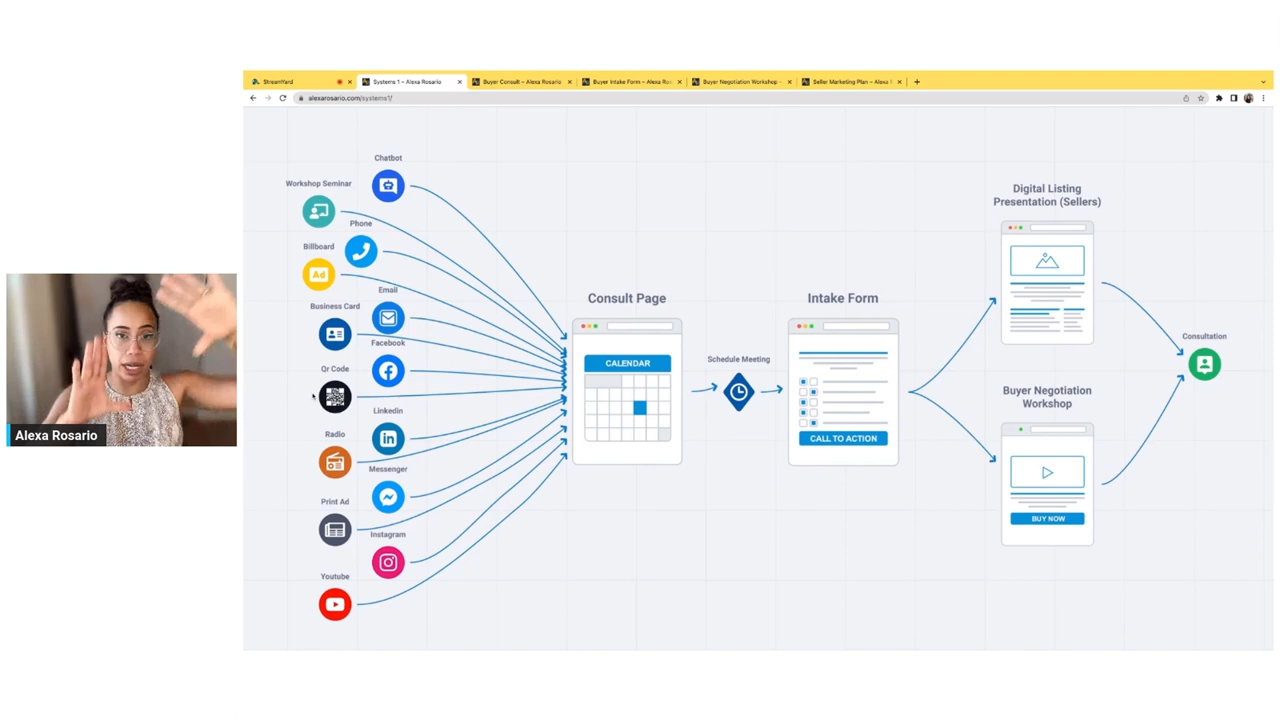 StreamYard
Systems 1 – Alexa Rosario
Buyer Consult – Alexa Rosario
Buyer Intake Form – Alexa Ros
Buyer Negotiation Workshop –
Seller Marketing Plan – Alexa
alexarosario.com/systems1/
Chatbot
Workshop Seminar
Phone
Billboard
Ad
Email
Business Card
Facebook
Qr Code
Linkedin
Radio
Messenger
Print Ad
Instagram
Youtube
Consult Page
CALENDAR
Schedule Meeting
Intake Form
CALL TO ACTION
Digital Listing
Presentation (Sellers)
Buyer Negotiation
Workshop
BUY NOW
Consultation
Alexa Rosario